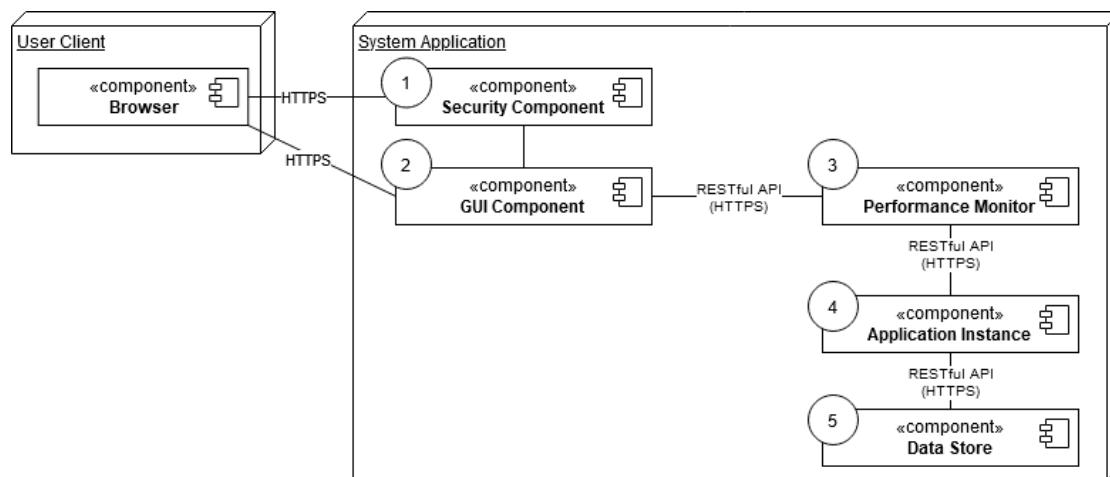 User Client
«component»
Browser
HTTPS
HTTPS
System Application
1
«component»
Security Component
2
«component»
GUI Component
RESTful API
(HTTPS)
3
«component»
Performance Monitor
RESTful API
(HTTPS)
4
«component»
Application Instance
RESTful API
(HTTPS)
5
«component»
Data Store